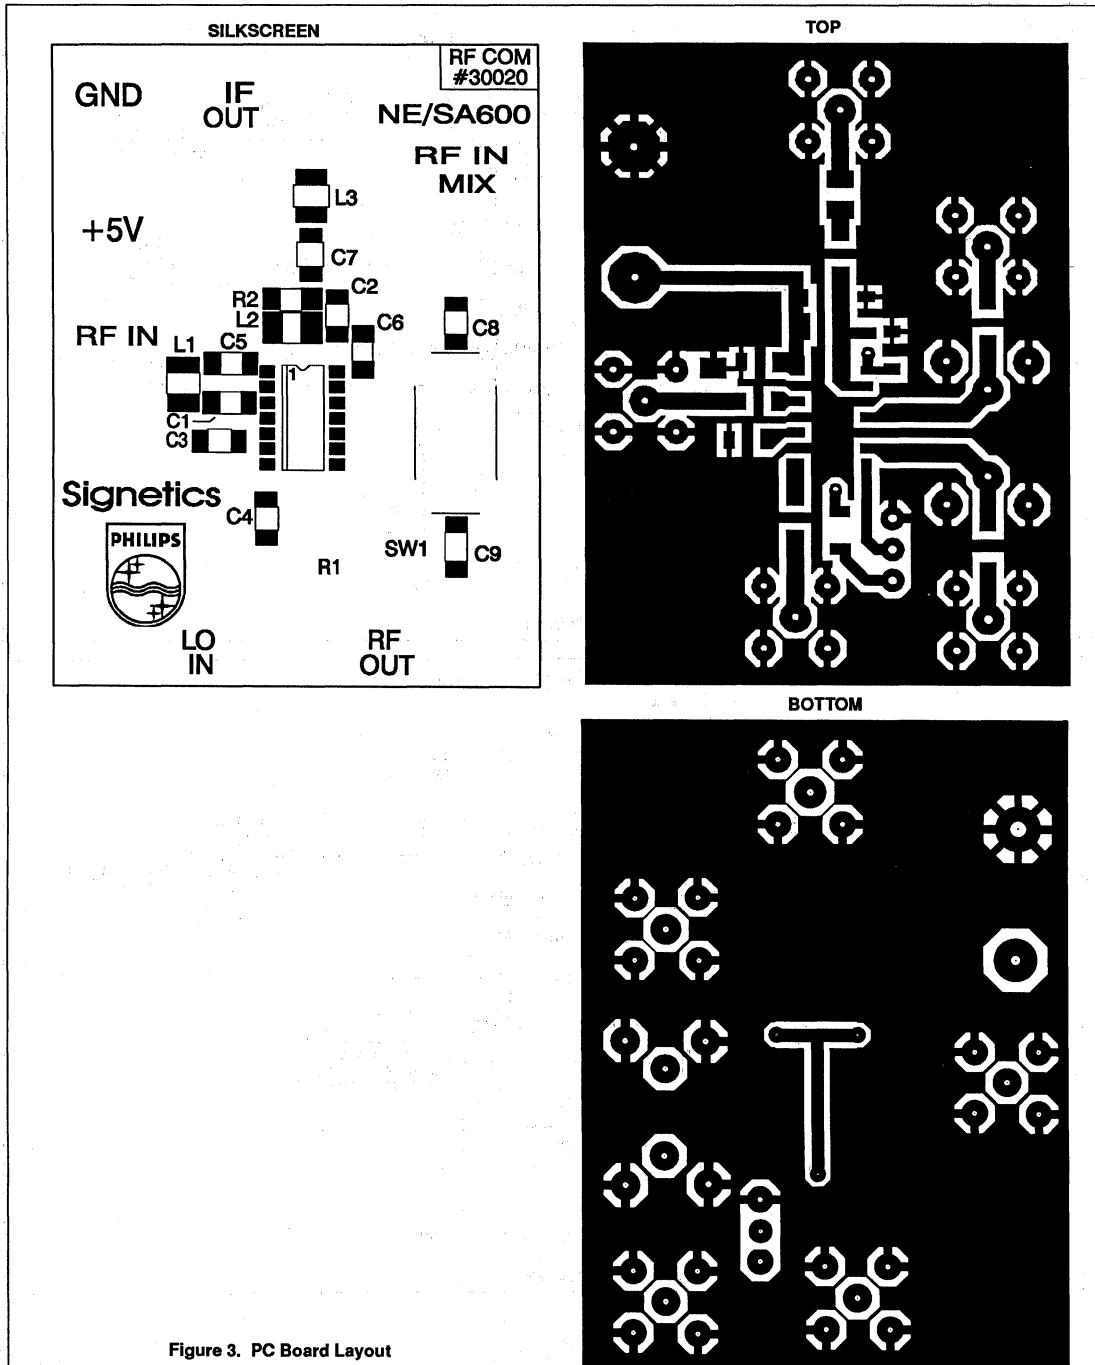 SILKSCREEN
TOP
RF COM
#30020
GND
IF
OUT
NE/SA600
RF IN
MIX
L3
+5V
C7
C2
R2
L2
C6
C8
RF IN
L1
C5
1
C1
C3
Signetics
C4
PHILIPS
SW1
C9
R1
LO
IN
RF
OUT
BOTTOM
Figure 3. PC Board Layout